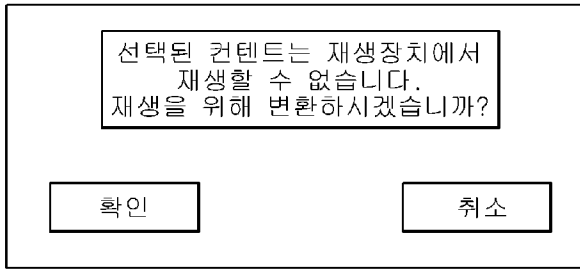 선택된 컨텐트는 재생장치에서
재생할 수 없습니다.
재생을 위해 변환하시겠습니까?
확인
취소